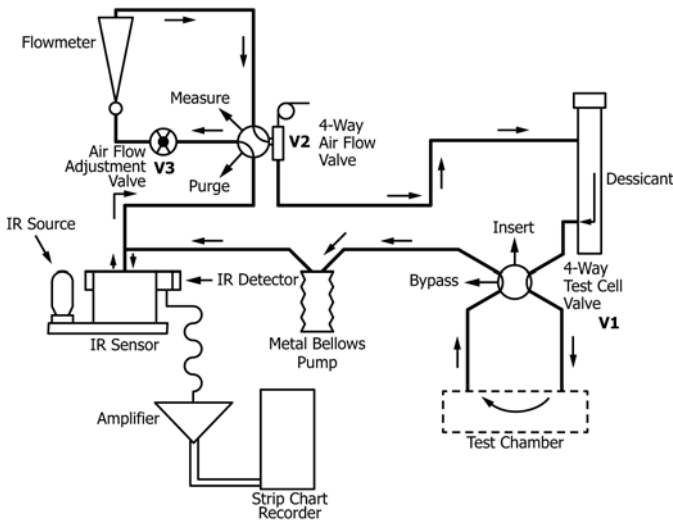 Flowmeter
Measure
4-Way
Air Flow
Valve
V2
Air Flow
Adjustment
Valve
V3
Purge
Dessicant
IR Source
Insert
IR Detector
Bypass
4-Way
Test Cell
Valve
V1
IR Sensor
Metal Bellows
Pump
Amplifier
Test Chamber
Strip Chart
Recorder